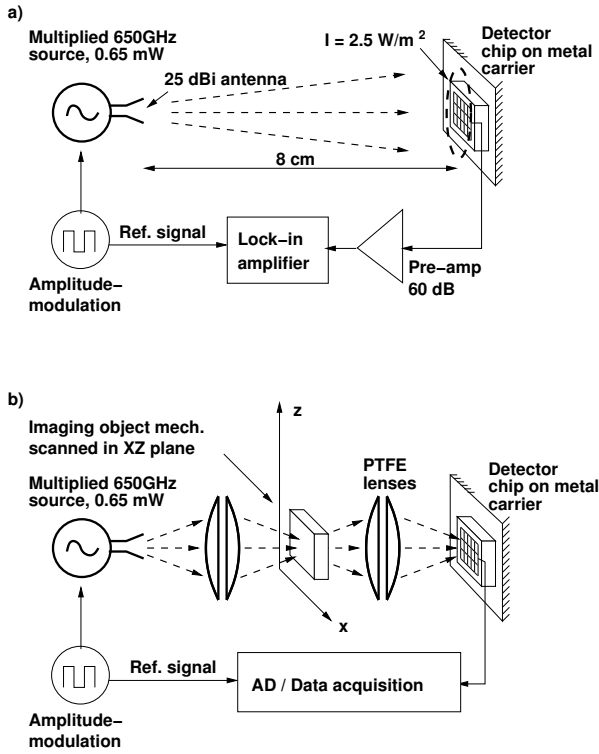 a)
Multiplied 650GHz
source, 0.65 mW
25 dBi antenna
I = 2.5 W/m 2
Detector
chip on metal
carrier
8 cm
Ref. signal
Lock−in
amplifier
Pre−amp
60 dB
Amplitude−
modulation
b)
Imaging object mech.
scanned in XZ plane
z
Multiplied 650GHz
source, 0.65 mW
PTFE
lenses
Detector
chip on metal
carrier
x
Ref. signal
AD / Data acquisition
Amplitude−
modulation